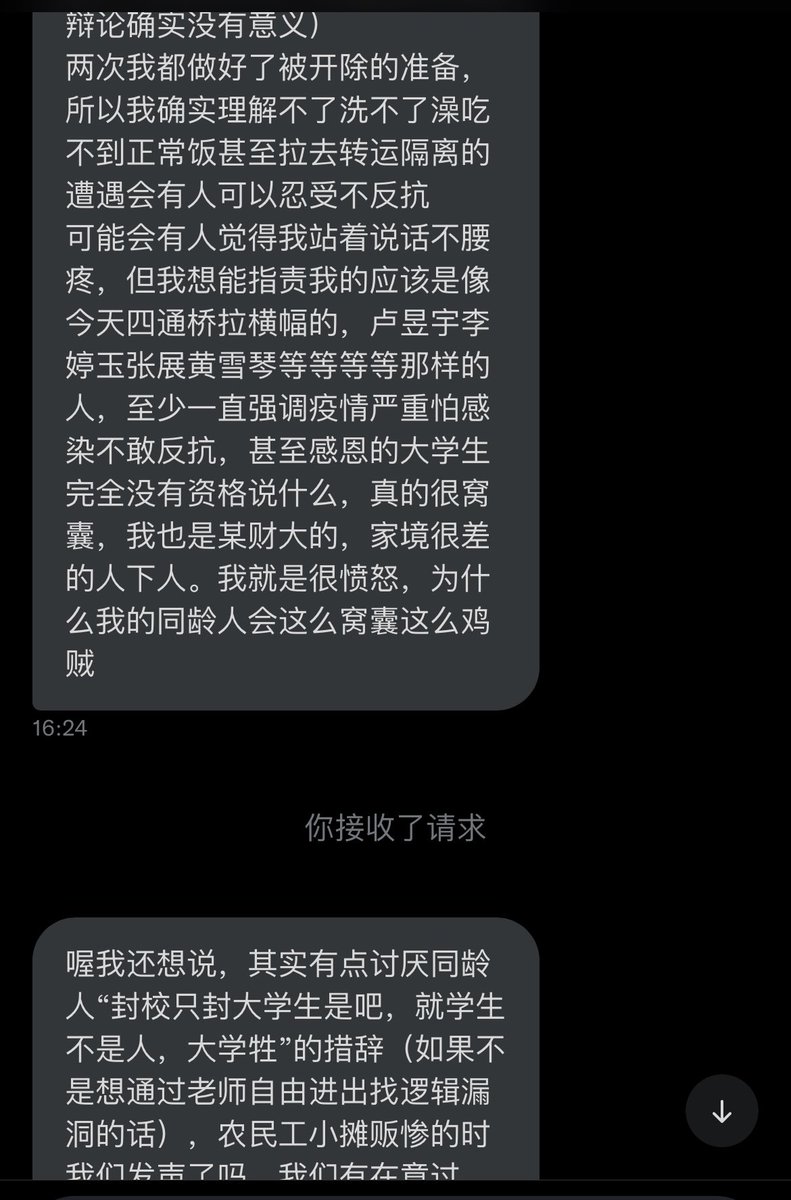 辩论确实没有意义）
两次我都做好了被开除的准备，
所以我确实理解不了洗不了澡吃
不到正常饭甚至拉去转运隔离的
遭遇会有人可以忍受不反抗
可能会有人觉得我站着说话不腰
疼，但我想能指责我的应该是像
今天四通桥拉横幅的，卢昱宇李
婷玉张展黄雪琴等等等等那样的
人，至少一直强调疫情严重怕感
染不敢反抗，甚至感恩的大学生
完全没有资格说什么，真的很窝
囊，我也是某财大的，家境很差
的人下人。我就是很愤怒，为什
么我的同龄人会这么窝囊这么鸡
贼
16:24
你接收了请求
喔我还想说，其实有点讨厌同龄
人“封校只封大学生是吧，就学生
不是人，大学牲”的措辞（如果不
是想通过老师自由进出找逻辑漏
洞的话），农民工小摊贩惨的时
我们发声了吗，我们有在意过